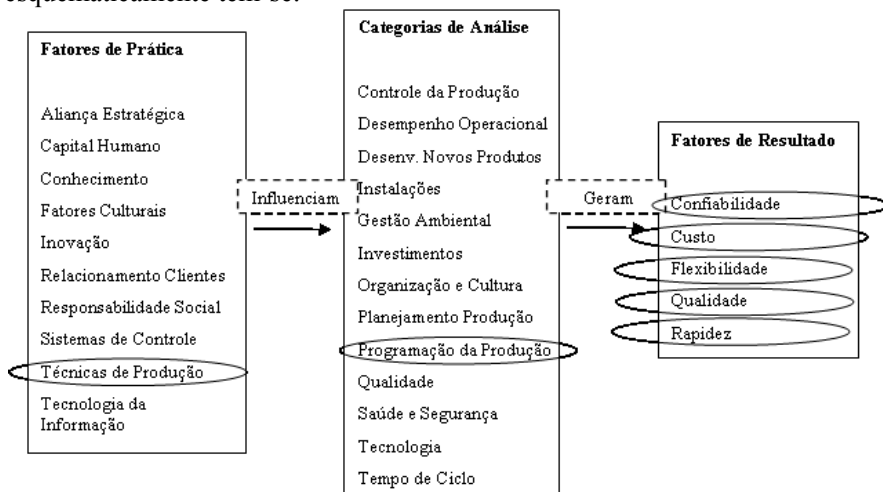 esquematicamente tem-se:
Fatores de Prática
Aliança Estratégica
Capital Humano
Conhecimento
Fatores Culturais
Inovação
Relacionamento Clientes
Responsabilidade Social
Sistemas de Controle
Técnicas de Produção
Tecnologia da
Informação
Influenciam
Categorias de Análise
Controle da Produção
Desempenho Operacional
Desenv. Novos Produtos
Instalações
Gestão Ambiental
Investimentos
Organização e Cultura
Planejamento Produção
Programação da Produção
Qualidade
Saúde e Segurança
Tecnologia
Tempo de Ciclo
Geram
Fatores de Resultado
Confiabilidade
Custo
Flexibilidade
Qualidade
Rapidez